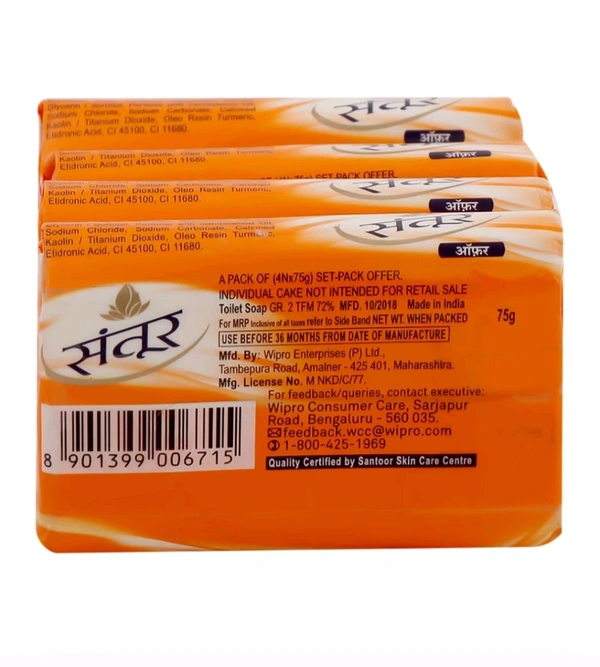 Glycerin / Sorbitol, Perfume
Sodium Chloride, Sodium Carbonate, Calcined
Kaolin / Titanium Dioxide, Oleo Resin Turmeric,
Etidronic Acid, CI 45100, CI 11680.
संतूर
ऑफ़र
Kaolin / Titanium Dioxide, Oleo Resin Turmeric,
Etidronic Acid, CI 45100, CI 11680.
ऑफ़र
SET PACK OFFER.
Sodium Chloride, Sodium Carbonate, Calcined
Kaolin / Titanium Dioxide, Oleo Resin Turmeric,
Etidronic Acid, CI 45100, CI 11680.
संतूर
ऑफ़र
Sodium Chloride, Sodium Carbonate, Calcined
Kaolin / Titanium Dioxide, Oleo Resin Turmeric,
Etidronic Acid, CI 45100, CI 11680.
संतूर
ऑफ़र
A PACK OF (4Nx75g) SET-PACK OFFER.
INDIVIDUAL CAKE NOT INTENDED FOR RETAIL SALE
Toilet Soap GR. 2 TFM 72% MFD. 10/2018 Made in India
For MRP Inclusive of all taxes refer to Side Band NET WT. WHEN PACKED
75g
USE BEFORE 36 MONTHS FROM DATE OF MANUFACTURE
संतूर
Mfd. By: Wipro Enterprises (P) Ltd.,
Tambepura Road, Amalner - 425 401, Maharashtra.
Mfg. License No. M NKD/C/77.
For feedback/queries, contact executive:
Wipro Consumer Care, Sarjapur
Road, Bengaluru - 560 035.
feedback.wcc@wipro.com
1-800-425-1969
8 901399 006715
Quality Certified by Santoor Skin Care Centre